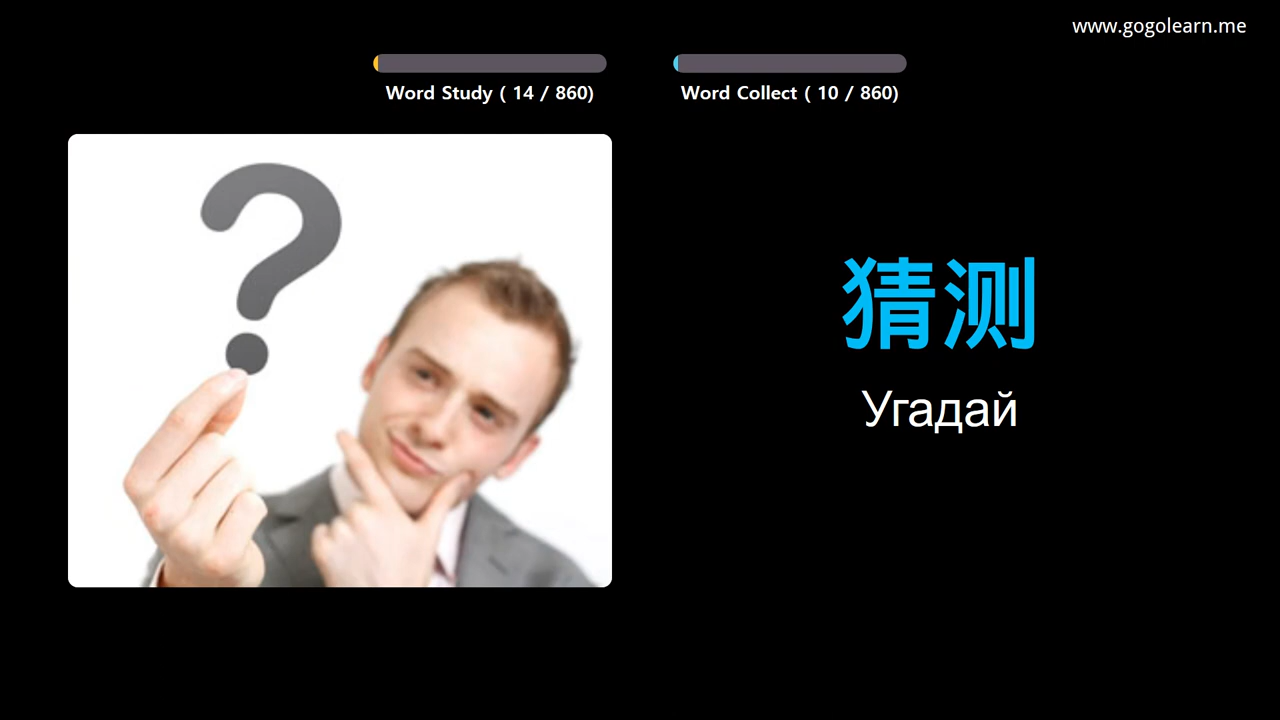 www.gogolearn.me
Word Study ( 14 / 860)
Word Collect ( 10 / 860)
?
猜测
Угадай